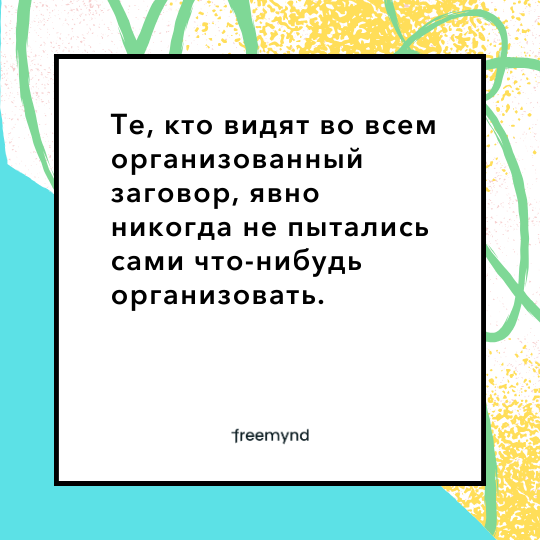 Те, кто видят во всем
организованный
заговор, явно
никогда не пытались
сами что-нибудь
организовать.
freemynd